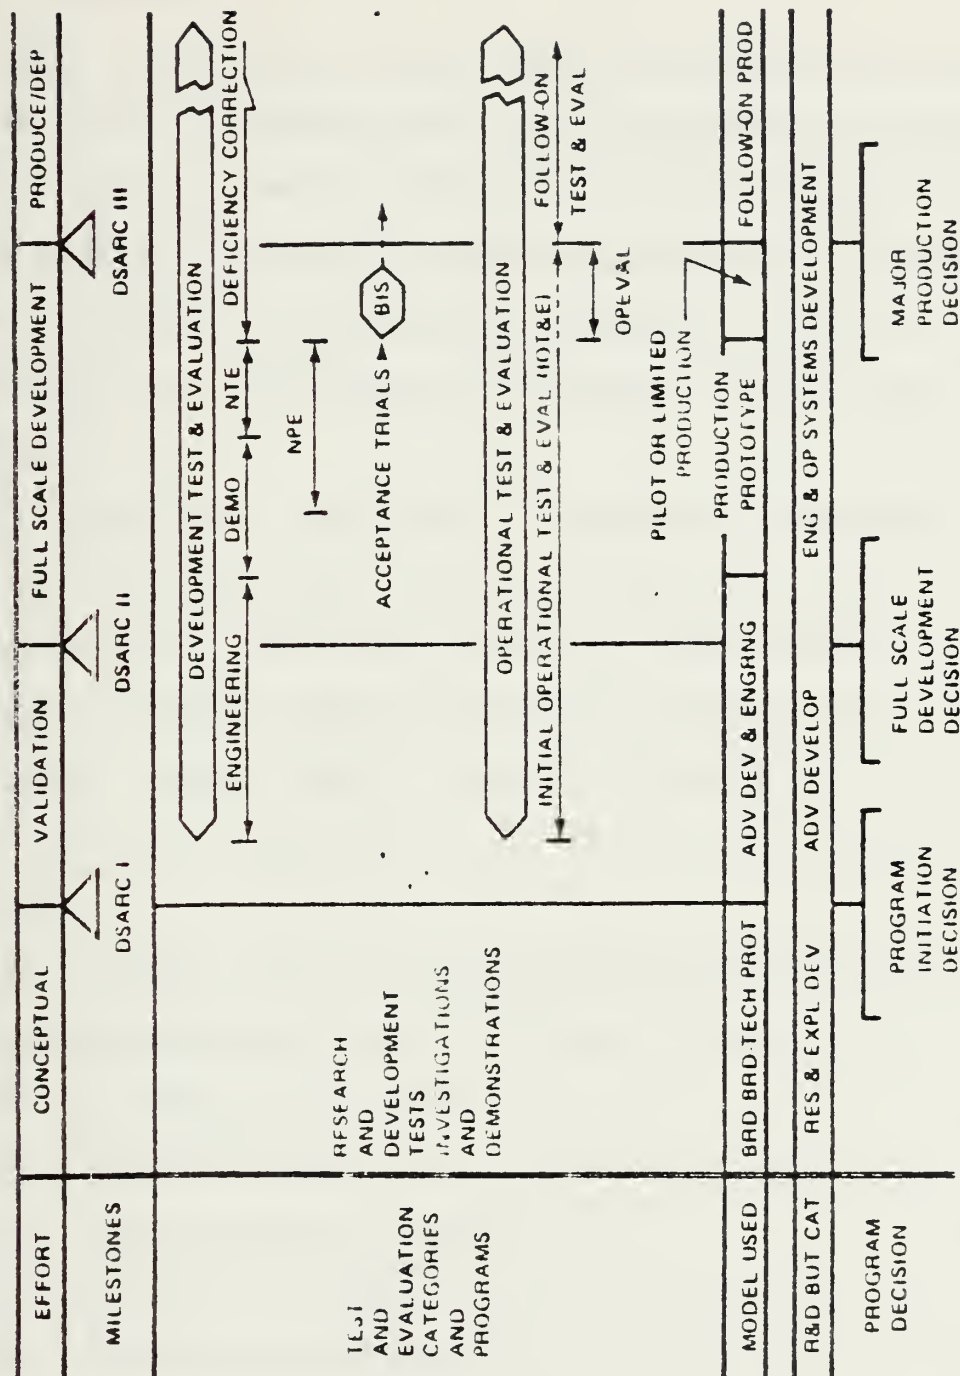 EFFORT
CONCEPTUAL
VALIDATION
FULL SCALE DEVELOPMENT
PRODUCE/DEP
MILESTONES
DSARC I
DSARC II
DSARC III
TEST
AND
EVALUATION
CATEGORIES
AND
PROGRAMS
RESEARCH
AND
DEVELOPMENT
TESTS
INVESTIGATIONS
AND
DEMONSTRATIONS
DEVELOPMENT TEST & EVALUATION
ENGINEERING
DEMO
NTE
DEFICIENCY CORRECTION
NPE
ACCEPTANCE TRIALS
BIS
OPERATIONAL TEST & EVALUATION
INITIAL OPERATIONAL TEST & EVAL (IOT&E)
FOLLOW-ON
TEST & EVAL
OPEVAL
PILOT OR LIMITED
PRODUCTION
MODEL USED
BRD BRD-TECH PROT
ADV DEV & ENGRNG
PRODUCTION
PROTOTYPE
FOLLOW-ON PROD
R&D BUT CAT
RES & EXPL DEV
ADV DEVELOP
ENG & OP SYSTEMS DEVELOPMENT
PROGRAM
DECISION
PROGRAM
INITIATION
DECISION
FULL SCALE
DEVELOPMENT
DECISION
MAJOR
PRODUCTION
DECISION